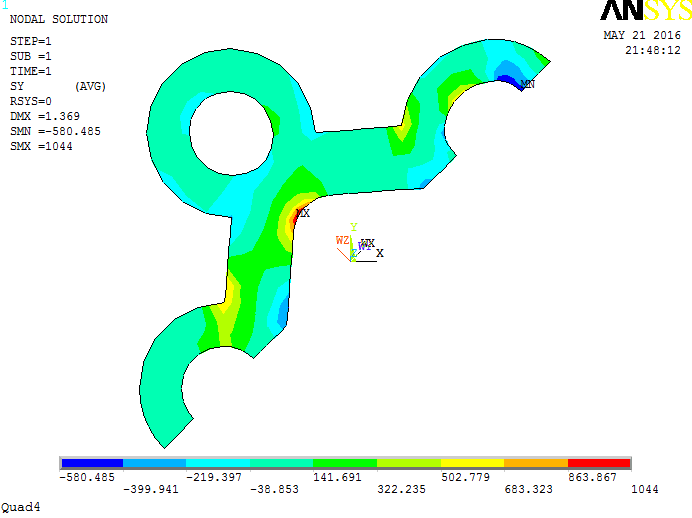 1
NODAL SOLUTION
STEP=1
SUB =1
TIME=1
SY (AVG)
RSYS=0
DMX =1.369
SMN =-580.485
SMX =1044
ANSYS
MAY 21 2016
21:48:12
MN
MX
Y
WZ
WX
Z
X
-580.485 -219.397 141.691 502.779 863.867
-399.941 -38.853 322.235 683.323 1044
Quad4